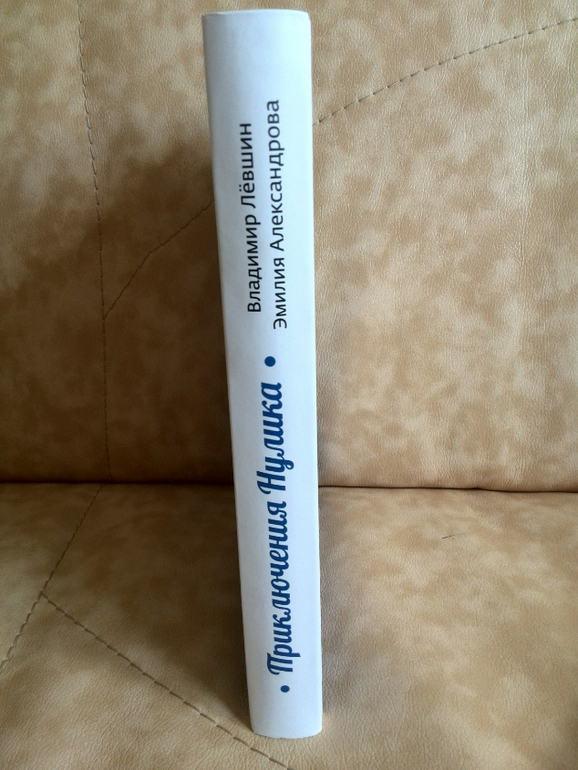 Владимир Лёвшин
Эмилия Александрова
• Приключения Нулика •